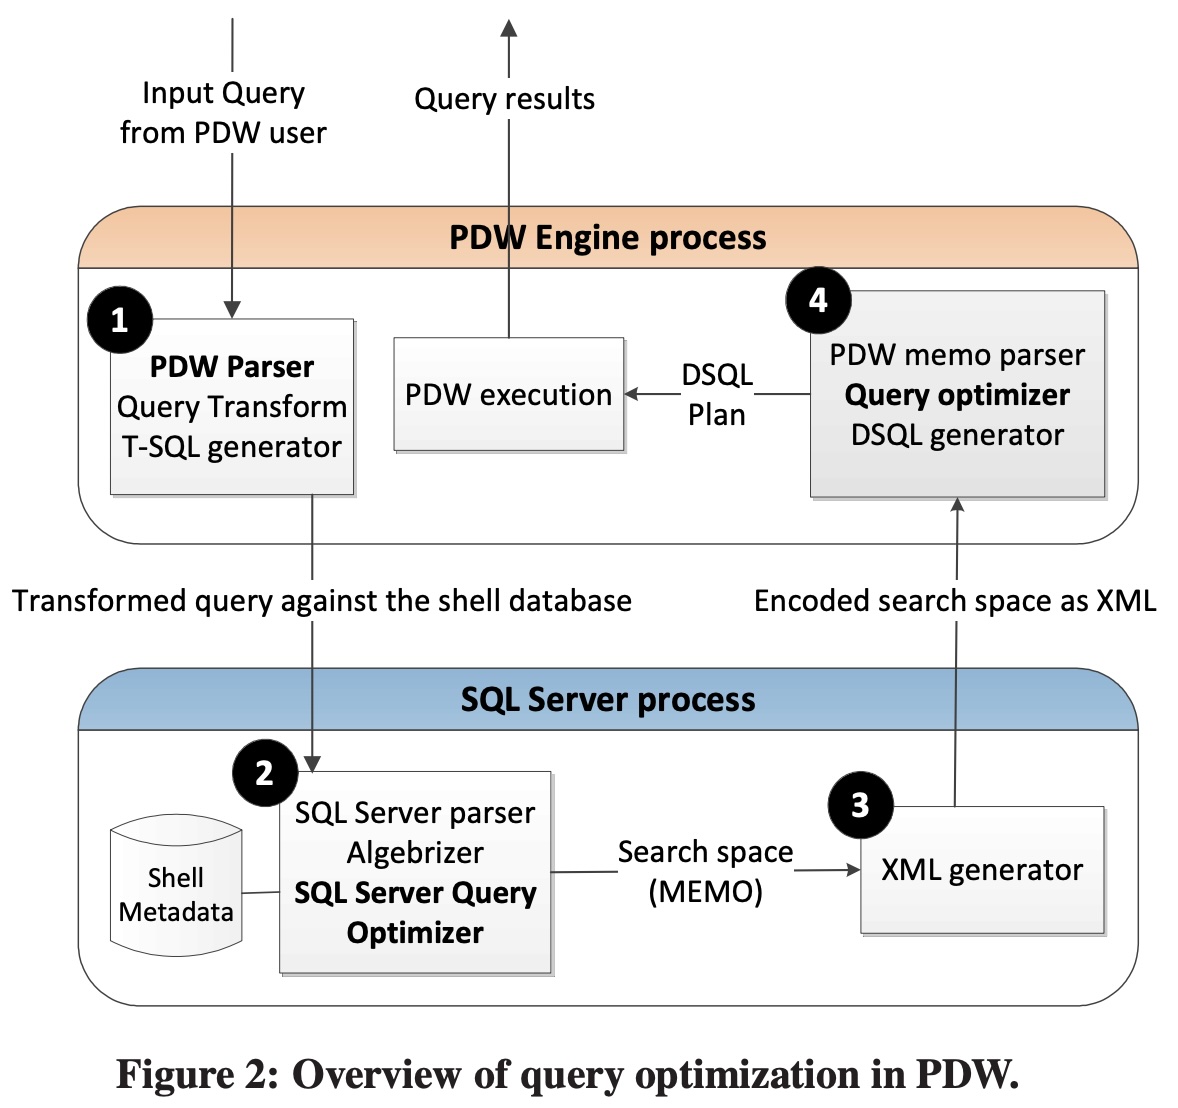 Input Query
from PDW user
Query results
PDW Engine process
1
PDW Parser
Query Transform
T-SQL generator
PDW execution
DSQL
Plan
4
PDW memo parser
Query optimizer
DSQL generator
Transformed query against the shell database
Encoded search space as XML
SQL Server process
2
SQL Server parser
Algebrizer
SQL Server Query
Optimizer
Shell
Metadata
Search space
(MEMO)
3
XML generator
Figure 2: Overview of query optimization in PDW.